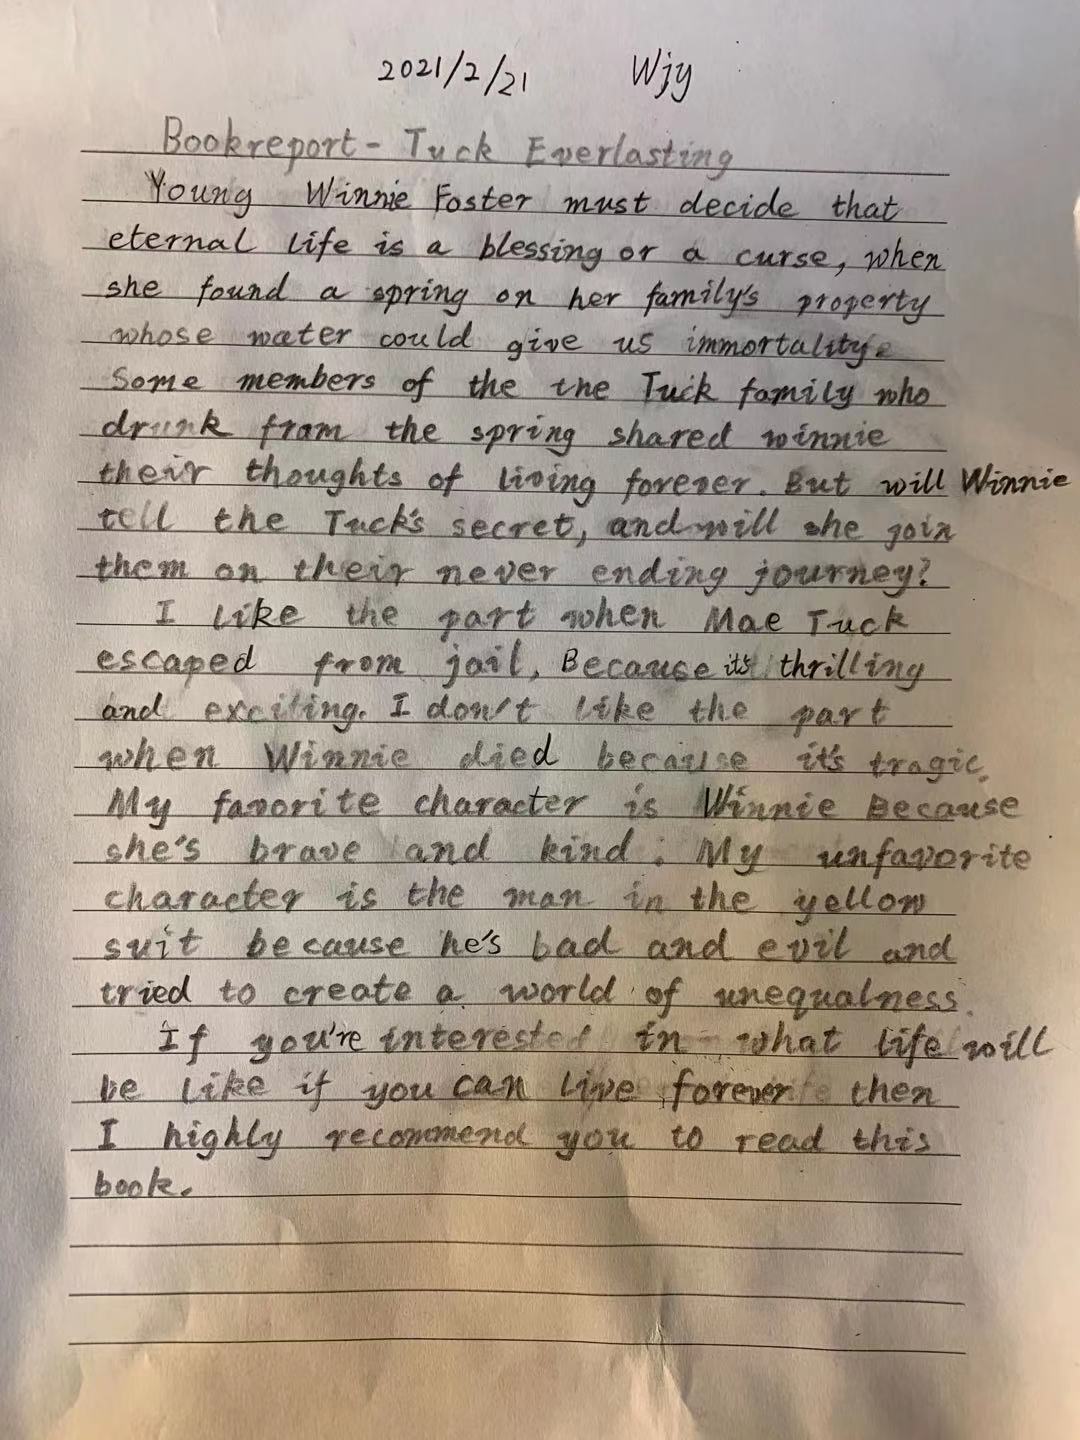 2021/2/21 Wjy
Bookreport - Tuck Everlasting
Young Winnie Foster must decide that
eternal life is a blessing or a curse, when
she found a spring on her family's property
whose water could give us immortality.
Some members of the the Tuck family who
drunk from the spring shared winnie
their thoughts of living forever. But will Winnie
tell the Tuck's secret, and will she join
them on their never ending journey?
I like the part when Mae Tuck
escaped from jail, Because it's thrilling
and exciting. I don't like the part
when Winnie died because it's tragic.
My favorite character is Winnie Because
she's brave and kind. My unfavorite
character is the man in the yellow
suit because he's bad and evil and
tried to create a world of unequalness.
If you're interested in what life will
be like if you can live forever then
I highly recommend you to read this
book.